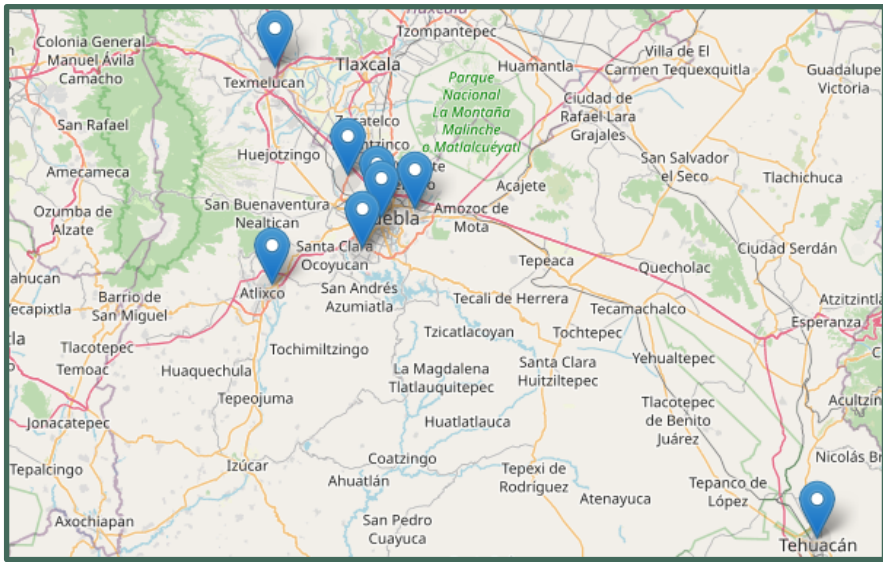 Tlaxcala
Tzompantepec
Colonia General
Manuel Ávila
Camacho
Villa de El
Carmen Tequexquitla
Tlaxcala
Huamantla
Guadalupe
Victoria
Texmelucan
Parque
Nacional
La Montaña
Malinche
o Matlalcuéyatl
Ciudad de
Rafael Lara
Grajales
San Rafael
Huejotzingo
San Salvador
el Seco
Amecameca
Acajete
Tlachichuca
San Buenaventura
Nealtican
Ozumba de
Alzate
Amozoc de
Mota
Santa Clara
Ocoyucan
Ciudad Serdán
Tepeaca
Quecholac
Atlixco
San Andrés
Azumiatla
Barrio de
San Miguel
Tecali de Herrera
Tecamachalco
Esperanza
Tzicatlacoyan
Tochtepec
Tlacotepec
Temoac
Tochimiltzingo
Huaquechula
La Magdalena
Tlatlauquitepec
Santa Clara
Huitziltepec
Yehualtepec
Tepeojuma
Tlacotepec
de Benito
Juárez
Jonacatepec
Huatlatlauca
Coatzingo
Izúcar
Tepalcingo
Ahuatlán
Tepexi de
Rodríguez
Tepanco de
López
Atenayuca
Axochiapan
San Pedro
Cuayuca
Tehuacán